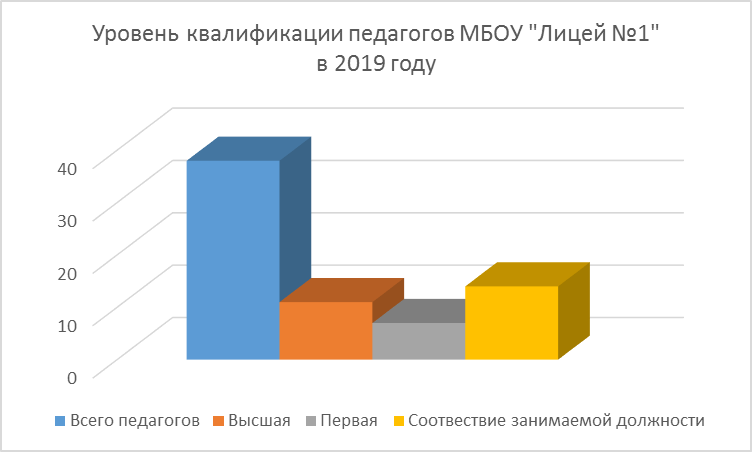 Уровень квалификации педагогов МБОУ "Лицей №1"
в 2019 году
40
30
20
10
0
Всего педагогов Высшая Первая Соотвествие занимаемой должности